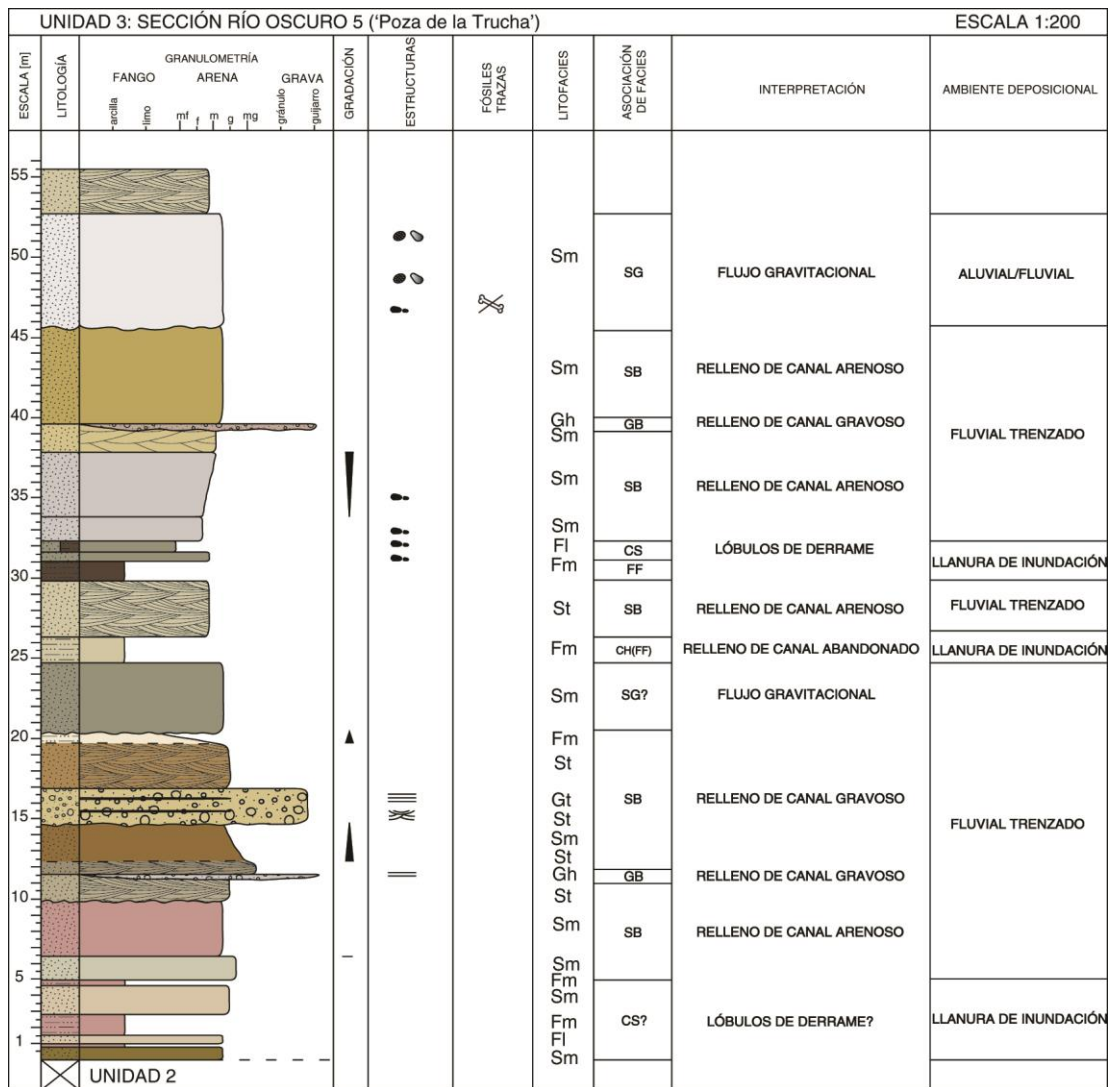 UNIDAD 3: SECCIÓN RÍO OSCURO 5 ('Poza de la Trucha')
ESCALA 1:200
ESCALA [m]
LITOLOGÍA
GRANULOMETRÍA
FANGO ARENA GRAVA
arcilla limo mf f m g mg gránulo guijarro
GRADACIÓN
ESTRUCTURAS
FÓSILES
TRAZAS
LITOFACIES
ASOCIACIÓN
DE FACIES
INTERPRETACIÓN
AMBIENTE DEPOSICIONAL
55
50
45
40
35
30
25
20
15
10
5
1
Sm
Sm
Gh
Sm
Sm
Sm
Fl
Fm
St
Fm
Sm
Fm
St
Gt
St
Sm
St
Gh
St
Sm
Sm
Fm
Sm
Fm
Fl
Sm
SG
SB
GB
SB
CS
FF
SB
CH(FF)
SG?
SB
GB
SB
CS?
FLUJO GRAVITACIONAL
RELLENO DE CANAL ARENOSO
RELLENO DE CANAL GRAVOSO
RELLENO DE CANAL ARENOSO
LÓBULOS DE DERRAME
RELLENO DE CANAL ARENOSO
RELLENO DE CANAL ABANDONADO
FLUJO GRAVITACIONAL
RELLENO DE CANAL GRAVOSO
RELLENO DE CANAL GRAVOSO
RELLENO DE CANAL ARENOSO
LÓBULOS DE DERRAME?
ALUVIAL/FLUVIAL
FLUVIAL TRENZADO
LLANURA DE INUNDACIÓN
FLUVIAL TRENZADO
LLANURA DE INUNDACIÓN
FLUVIAL TRENZADO
LLANURA DE INUNDACIÓN
UNIDAD 2